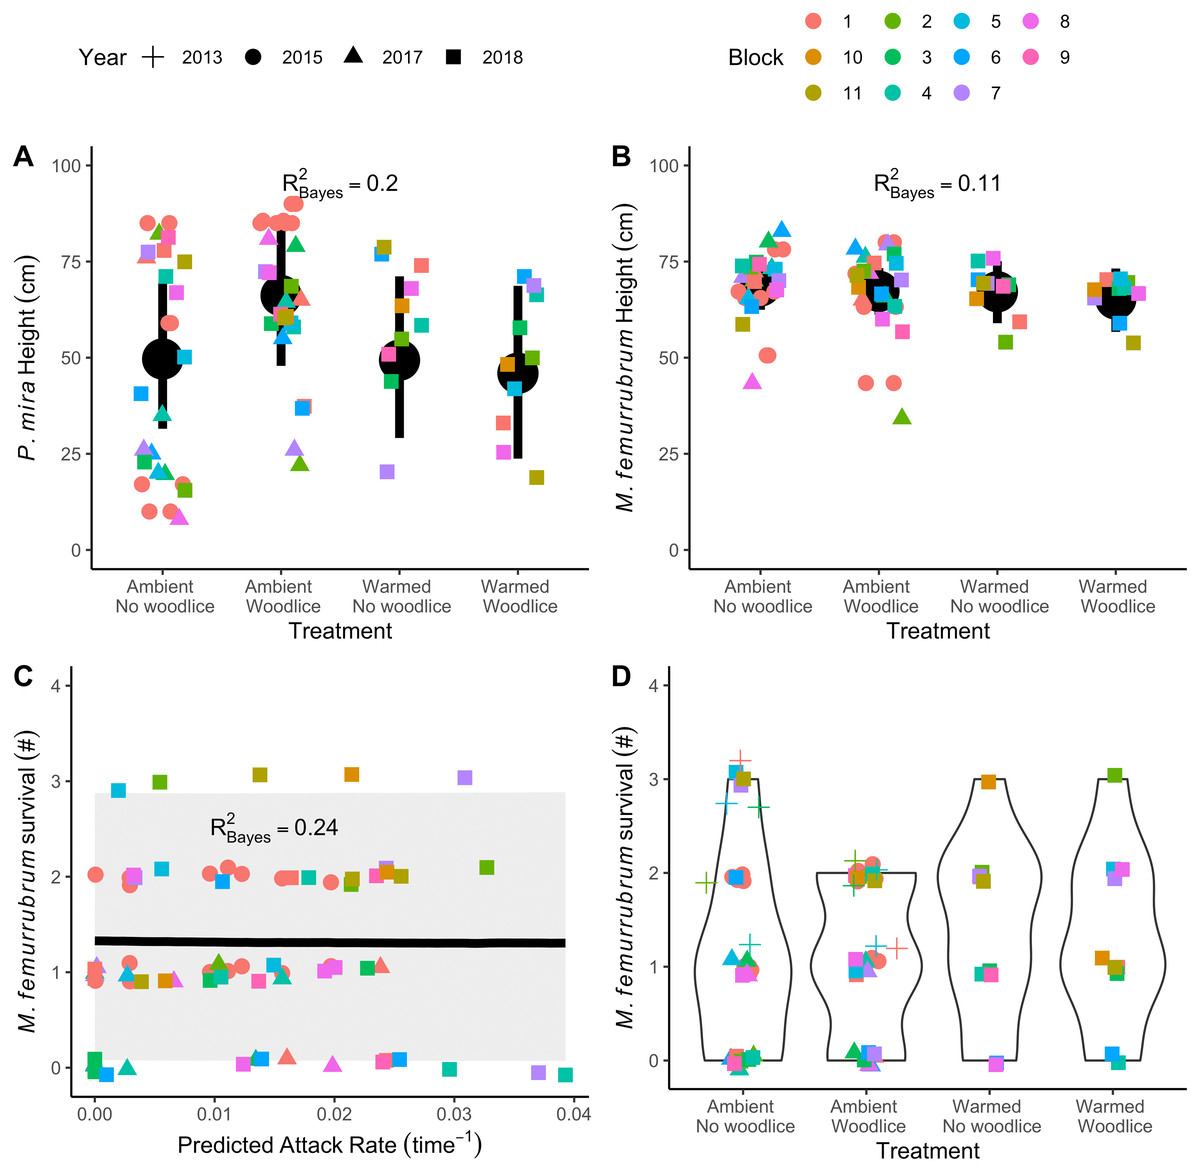 Year 2013 2015 2017 2018
Block
1 2 5 8
10 3 6 9
11 4 7
A
100
75
50
25
0
P. mira Height (cm)
R²Bayes = 0.2
Ambient No woodlice
Ambient Woodlice
Warmed No woodlice
Warmed Woodlice
Treatment
B
100
75
50
25
0
M. femurrubrum Height (cm)
R²Bayes = 0.11
Ambient No woodlice
Ambient Woodlice
Warmed No woodlice
Warmed Woodlice
Treatment
C
4
3
2
1
0
M. femurrubrum survival (#)
R²Bayes = 0.24
0.00 0.01 0.02 0.03 0.04
Predicted Attack Rate (time⁻¹)
D
4
3
2
1
0
M. femurrubrum survival (#)
Ambient No woodlice
Ambient Woodlice
Warmed No woodlice
Warmed Woodlice
Treatment